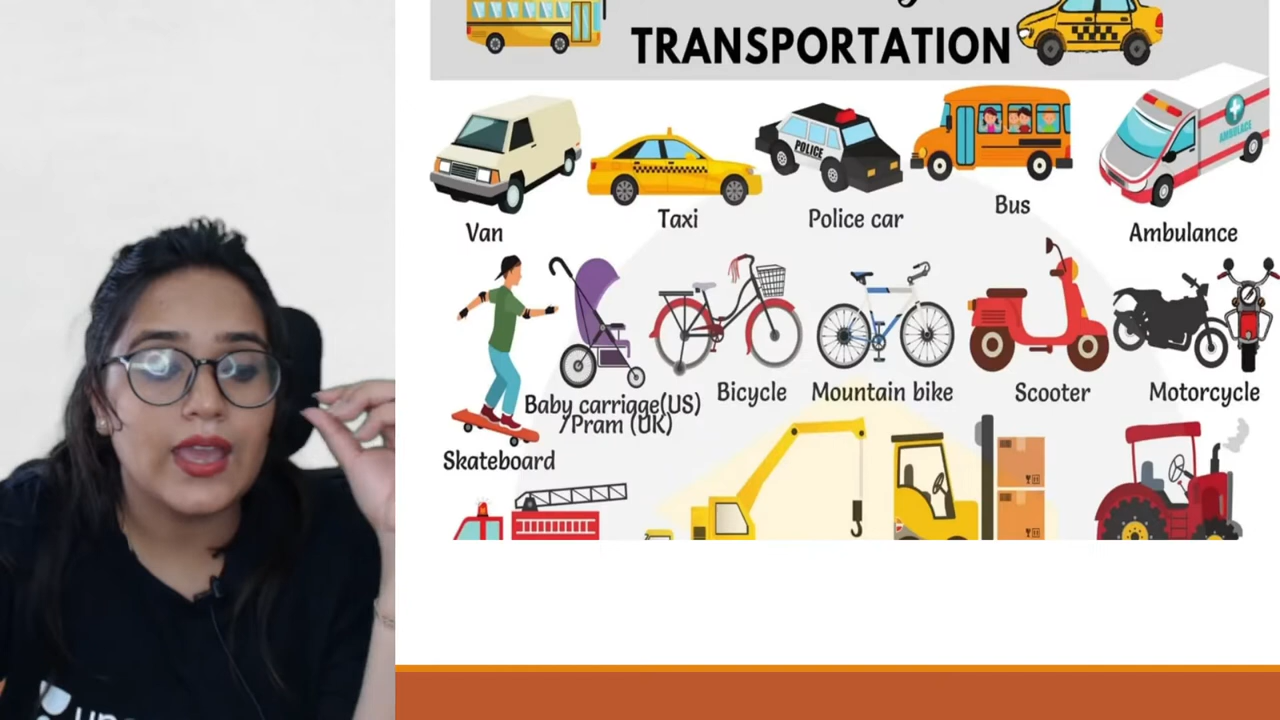 TRANSPORTATION
POLICE
AMBULACE
Van
Taxi
Police car
Bus
Ambulance
Baby carriage(US)
/Pram (UK)
Bicycle
Mountain bike
Scooter
Motorcycle
Skateboard